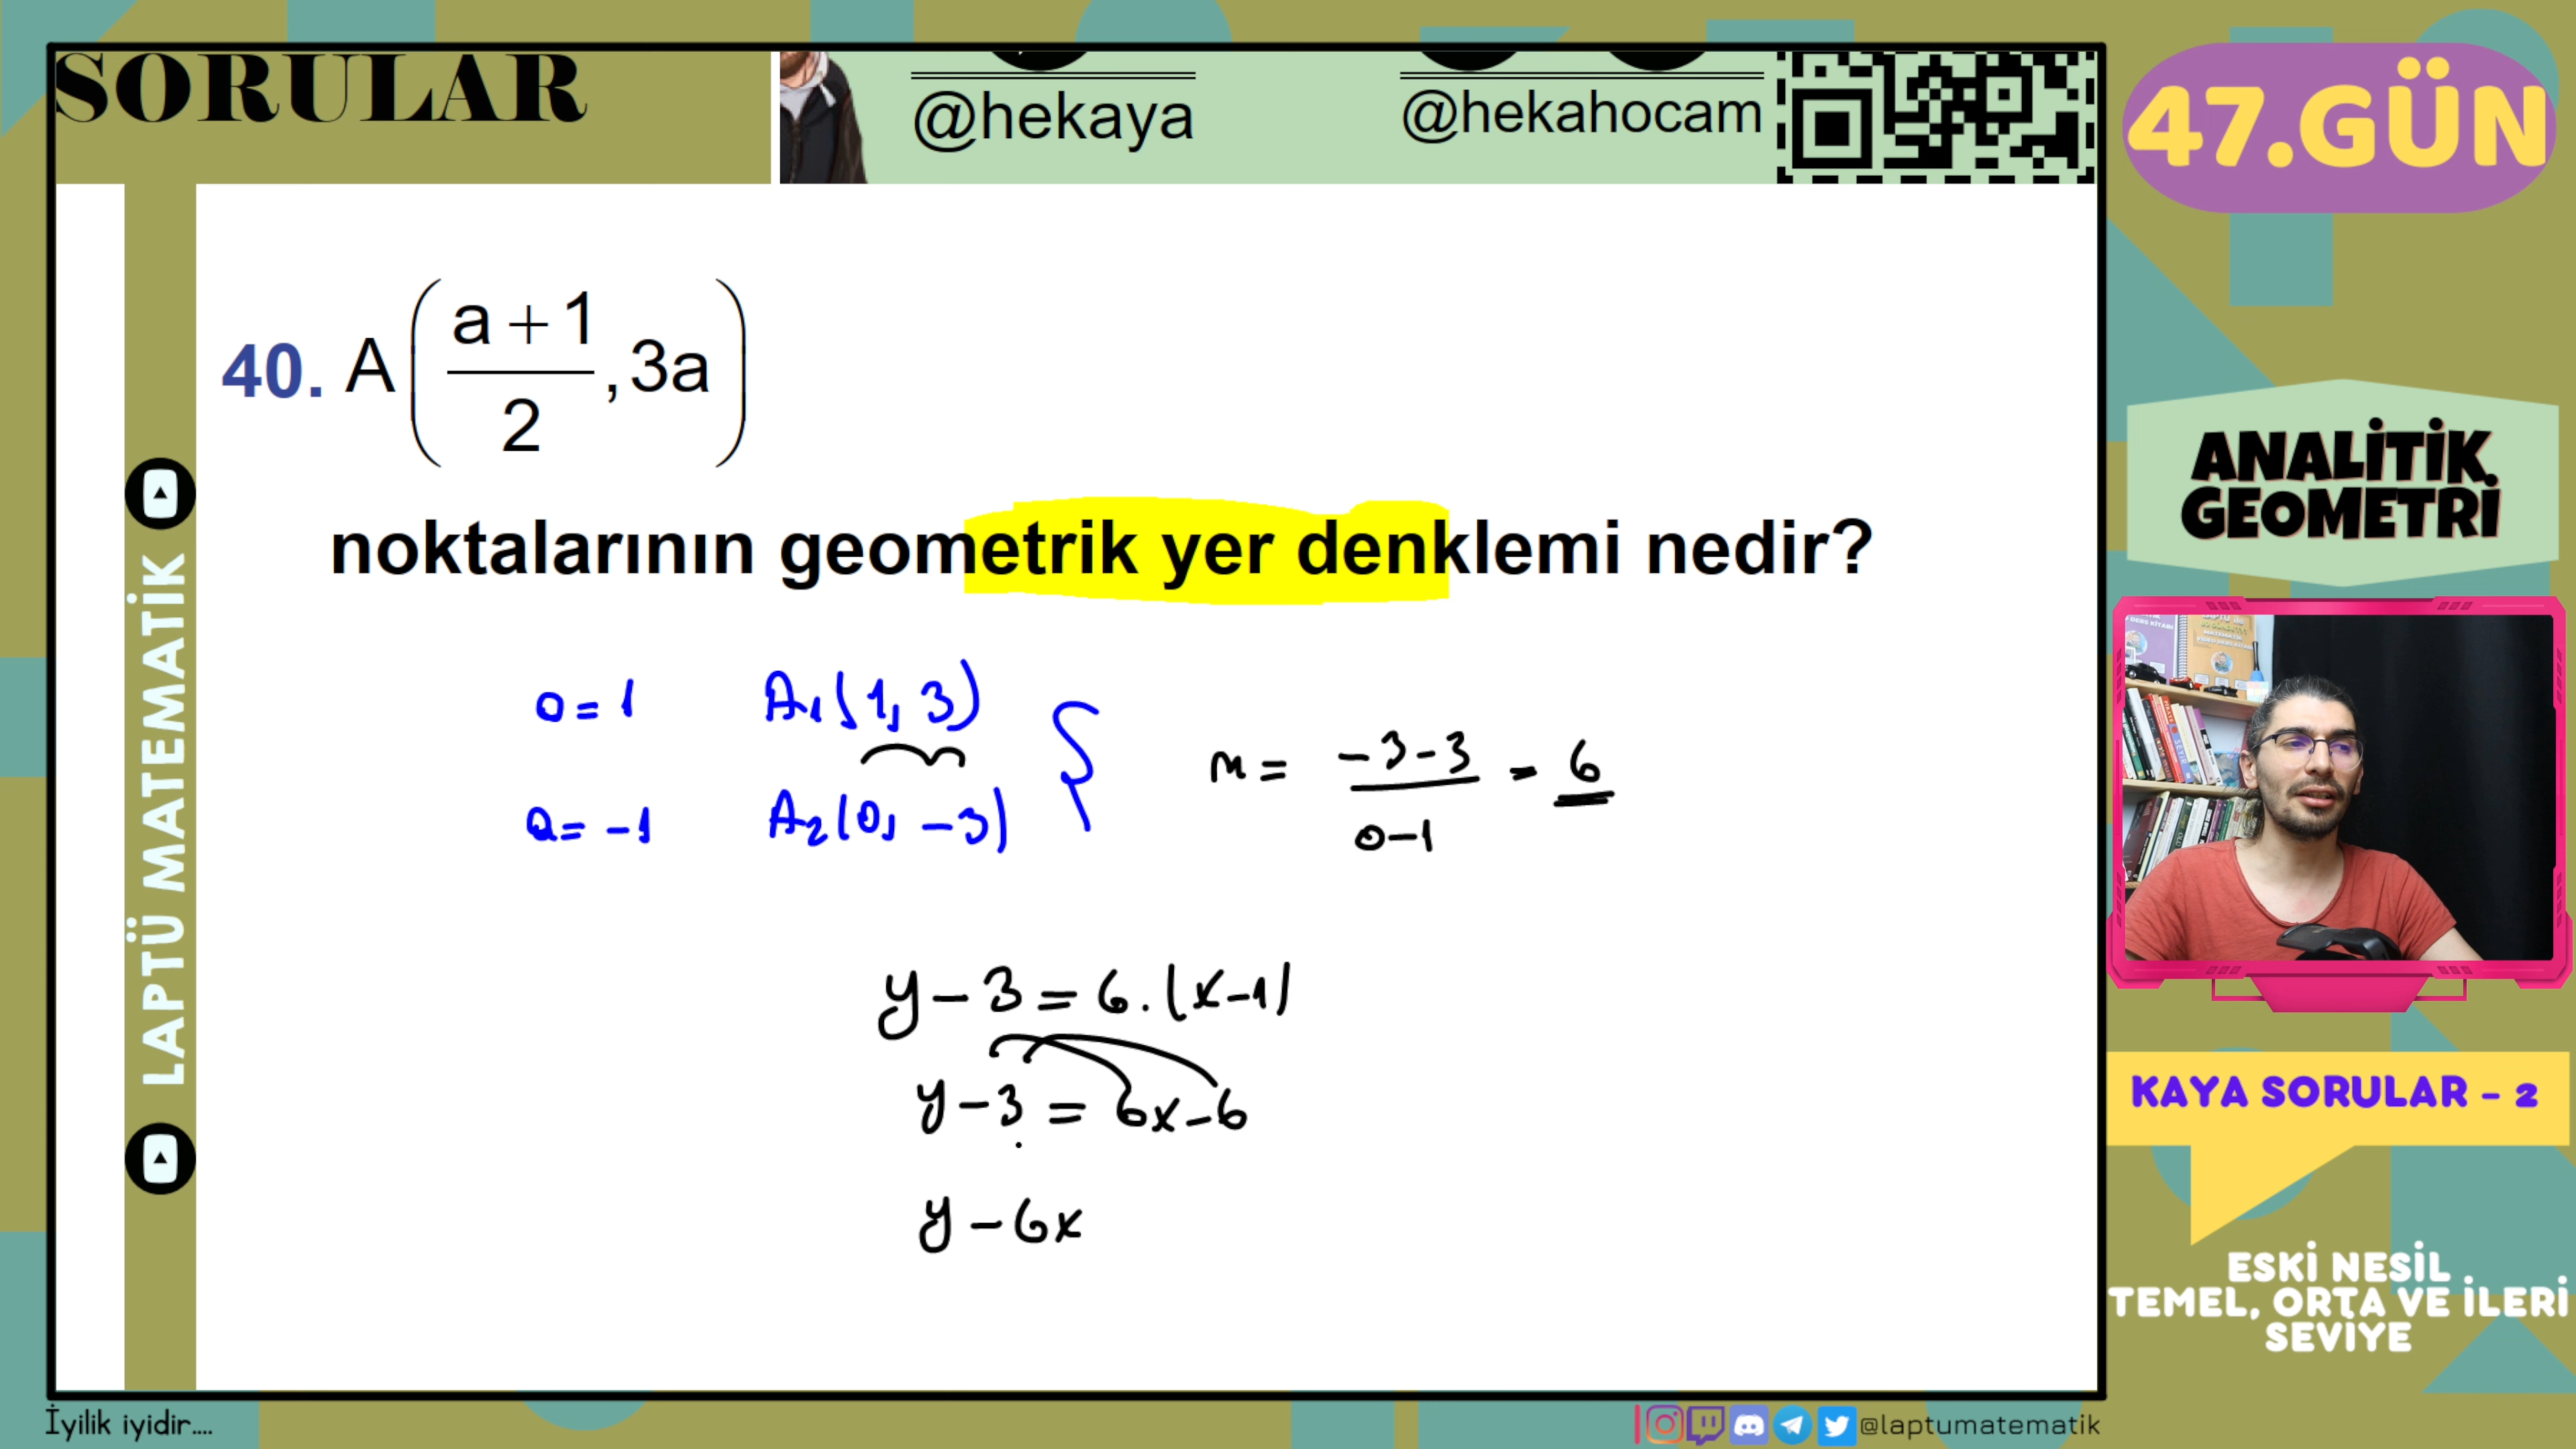 SORULAR
@hekaya
@hekahocam
47.GÜN
40. A((a+1)/2, 3a)
noktalarının geometrik yer denklemi nedir?
LAPTÜ MATEMATİK
ANALİTİK
GEOMETRİ
a = 1 A₁(1, 3)
a = -1 A₂(0, -3)
m = (-3-3)/(0-1) = 6
y - 3 = 6.(x-1)
y - 3 = 6x - 6
y - 6x
KAYA SORULAR - 2
ESKİ NESİL
TEMEL, ORTA VE İLERİ
SEVİYE
İyilik iyidir....
@laptumatematik